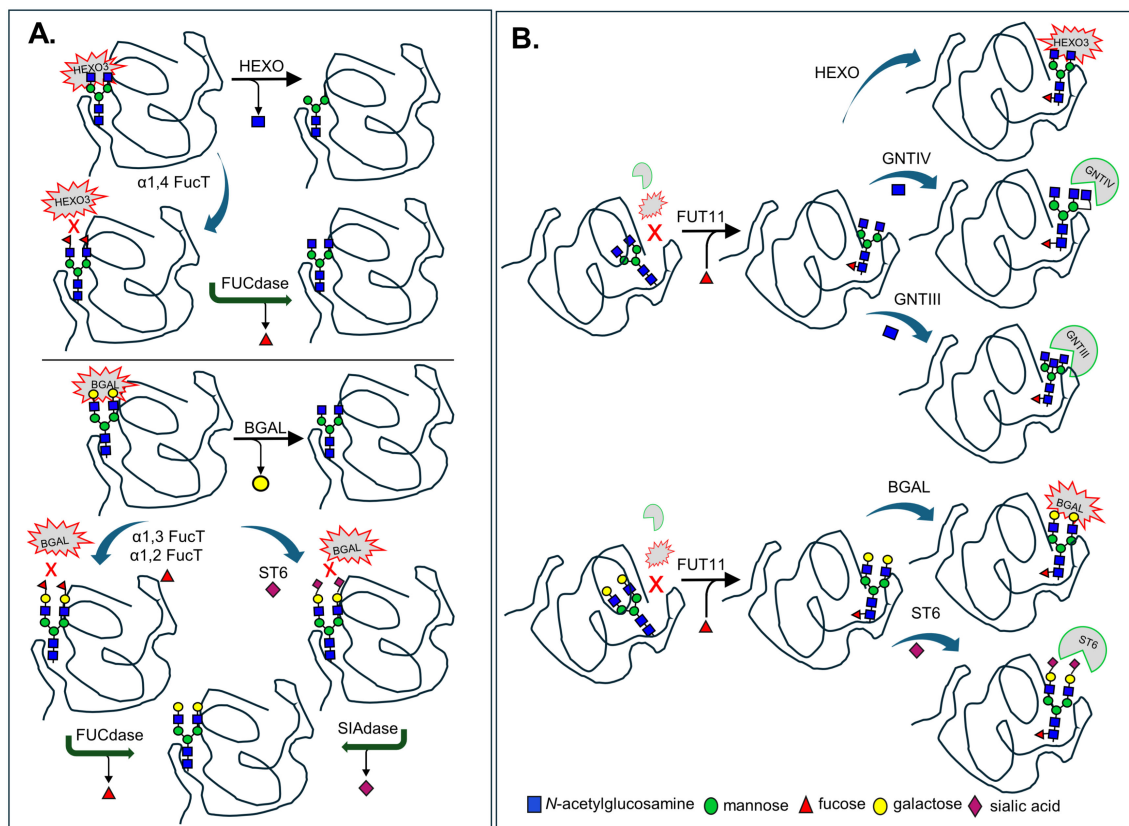 A.
HEXO3
HEXO
α1,4 FucT
HEXO3
X
FUCdase
BGAL
BGAL
BGAL
X
α1,3 FucT
α1,2 FucT
ST6
BGAL
X
FUCdase
SIAdase
B.
HEXO3
HEXO
GNTIV
GNTIV
X
FUT11
GNTIII
GNTIII
BGAL
BGAL
X
FUT11
ST6
ST6
N-acetylglucosamine mannose fucose galactose sialic acid